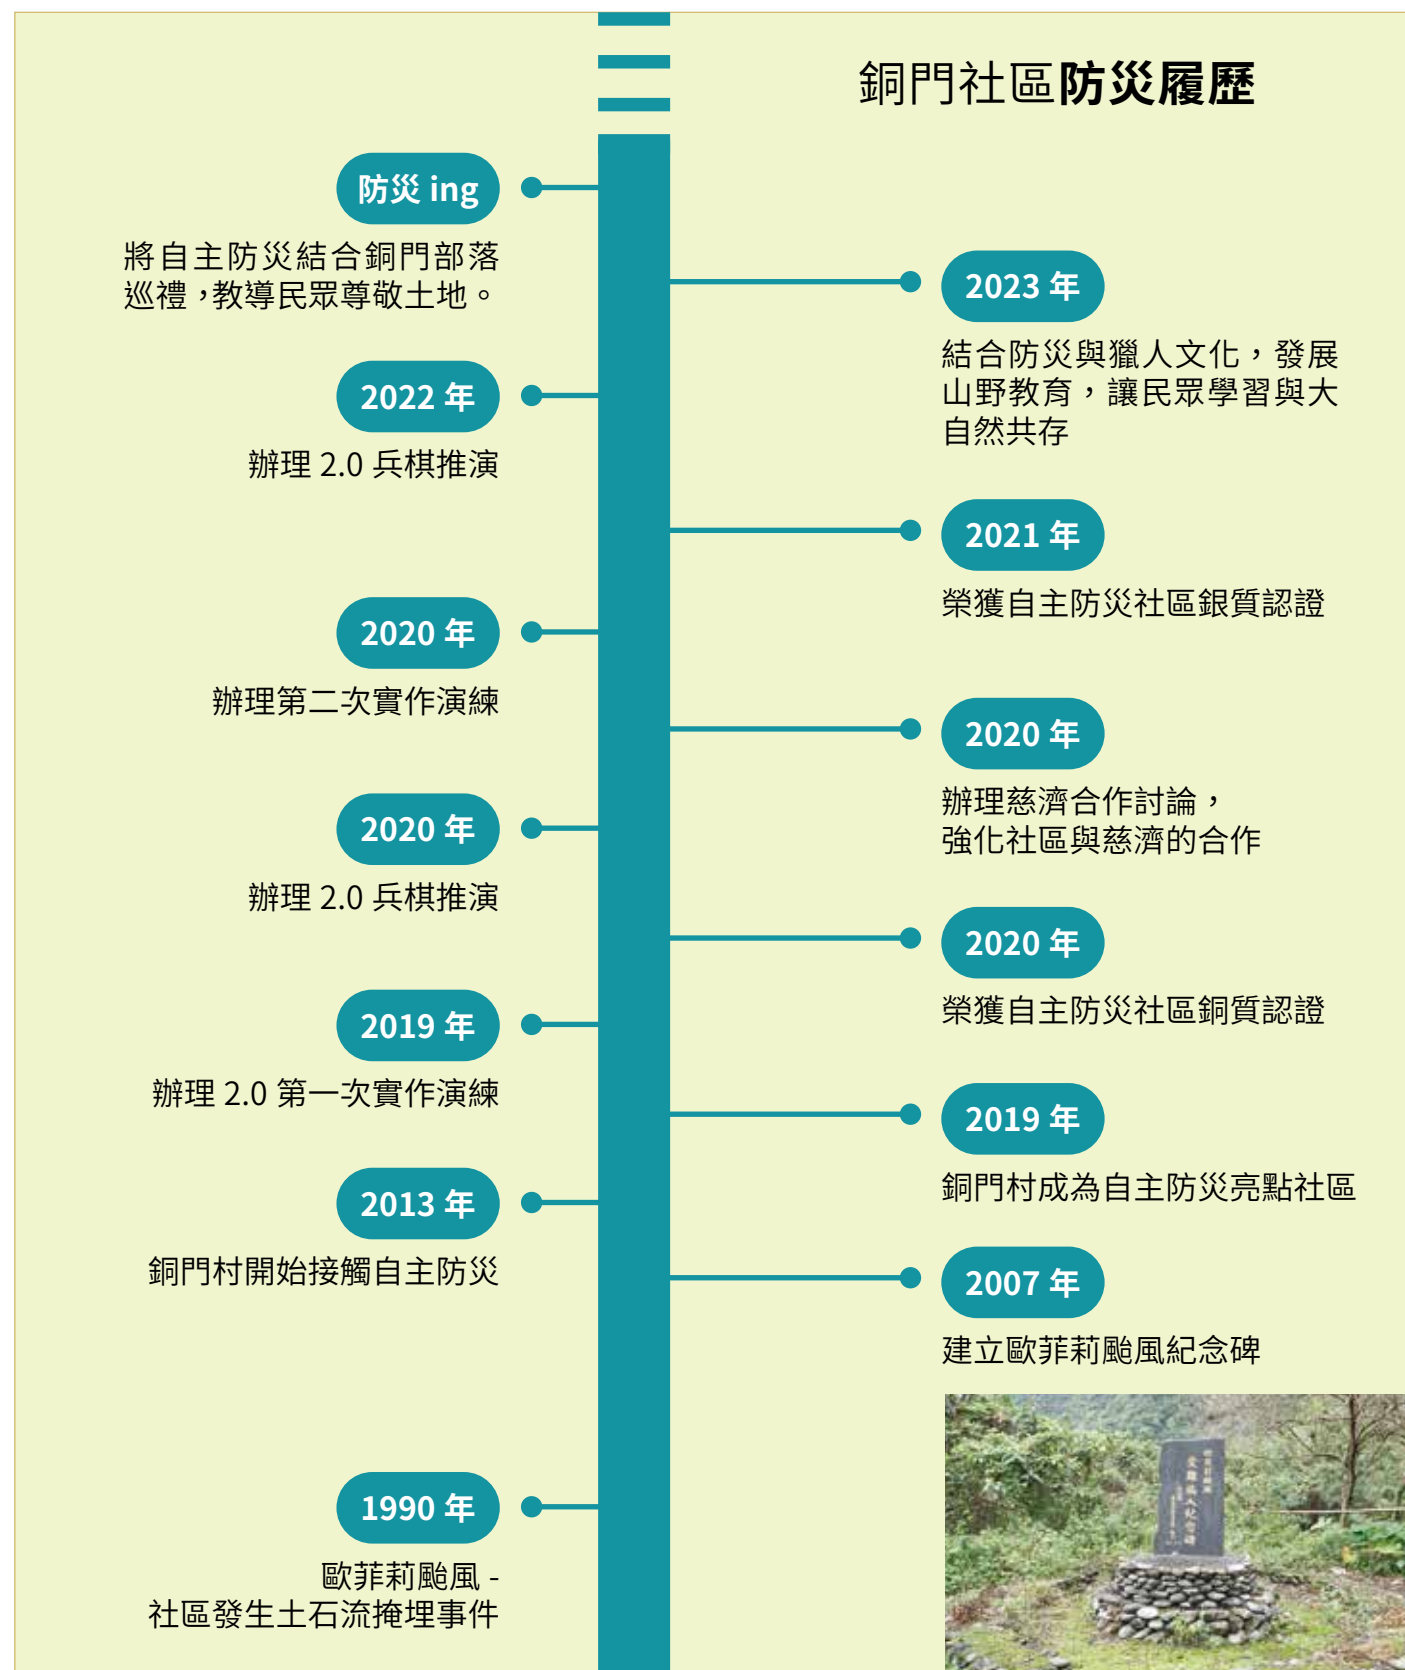 銅門社區防災履歷
防災 ing
將自主防災結合銅門部落
巡禮，教導民眾尊敬土地。
2023 年
結合防災與獵人文化，發展
山野教育，讓民眾學習與大
自然共存
2022 年
辦理 2.0 兵棋推演
2021 年
榮獲自主防災社區銀質認證
2020 年
辦理第二次實作演練
2020 年
辦理慈濟合作討論，
強化社區與慈濟的合作
2020 年
辦理 2.0 兵棋推演
2020 年
榮獲自主防災社區銅質認證
2019 年
辦理 2.0 第一次實作演練
2019 年
銅門村成為自主防災亮點社區
2013 年
銅門村開始接觸自主防災
2007 年
建立歐菲莉颱風紀念碑
1990 年
歐菲莉颱風 -
社區發生土石流掩埋事件